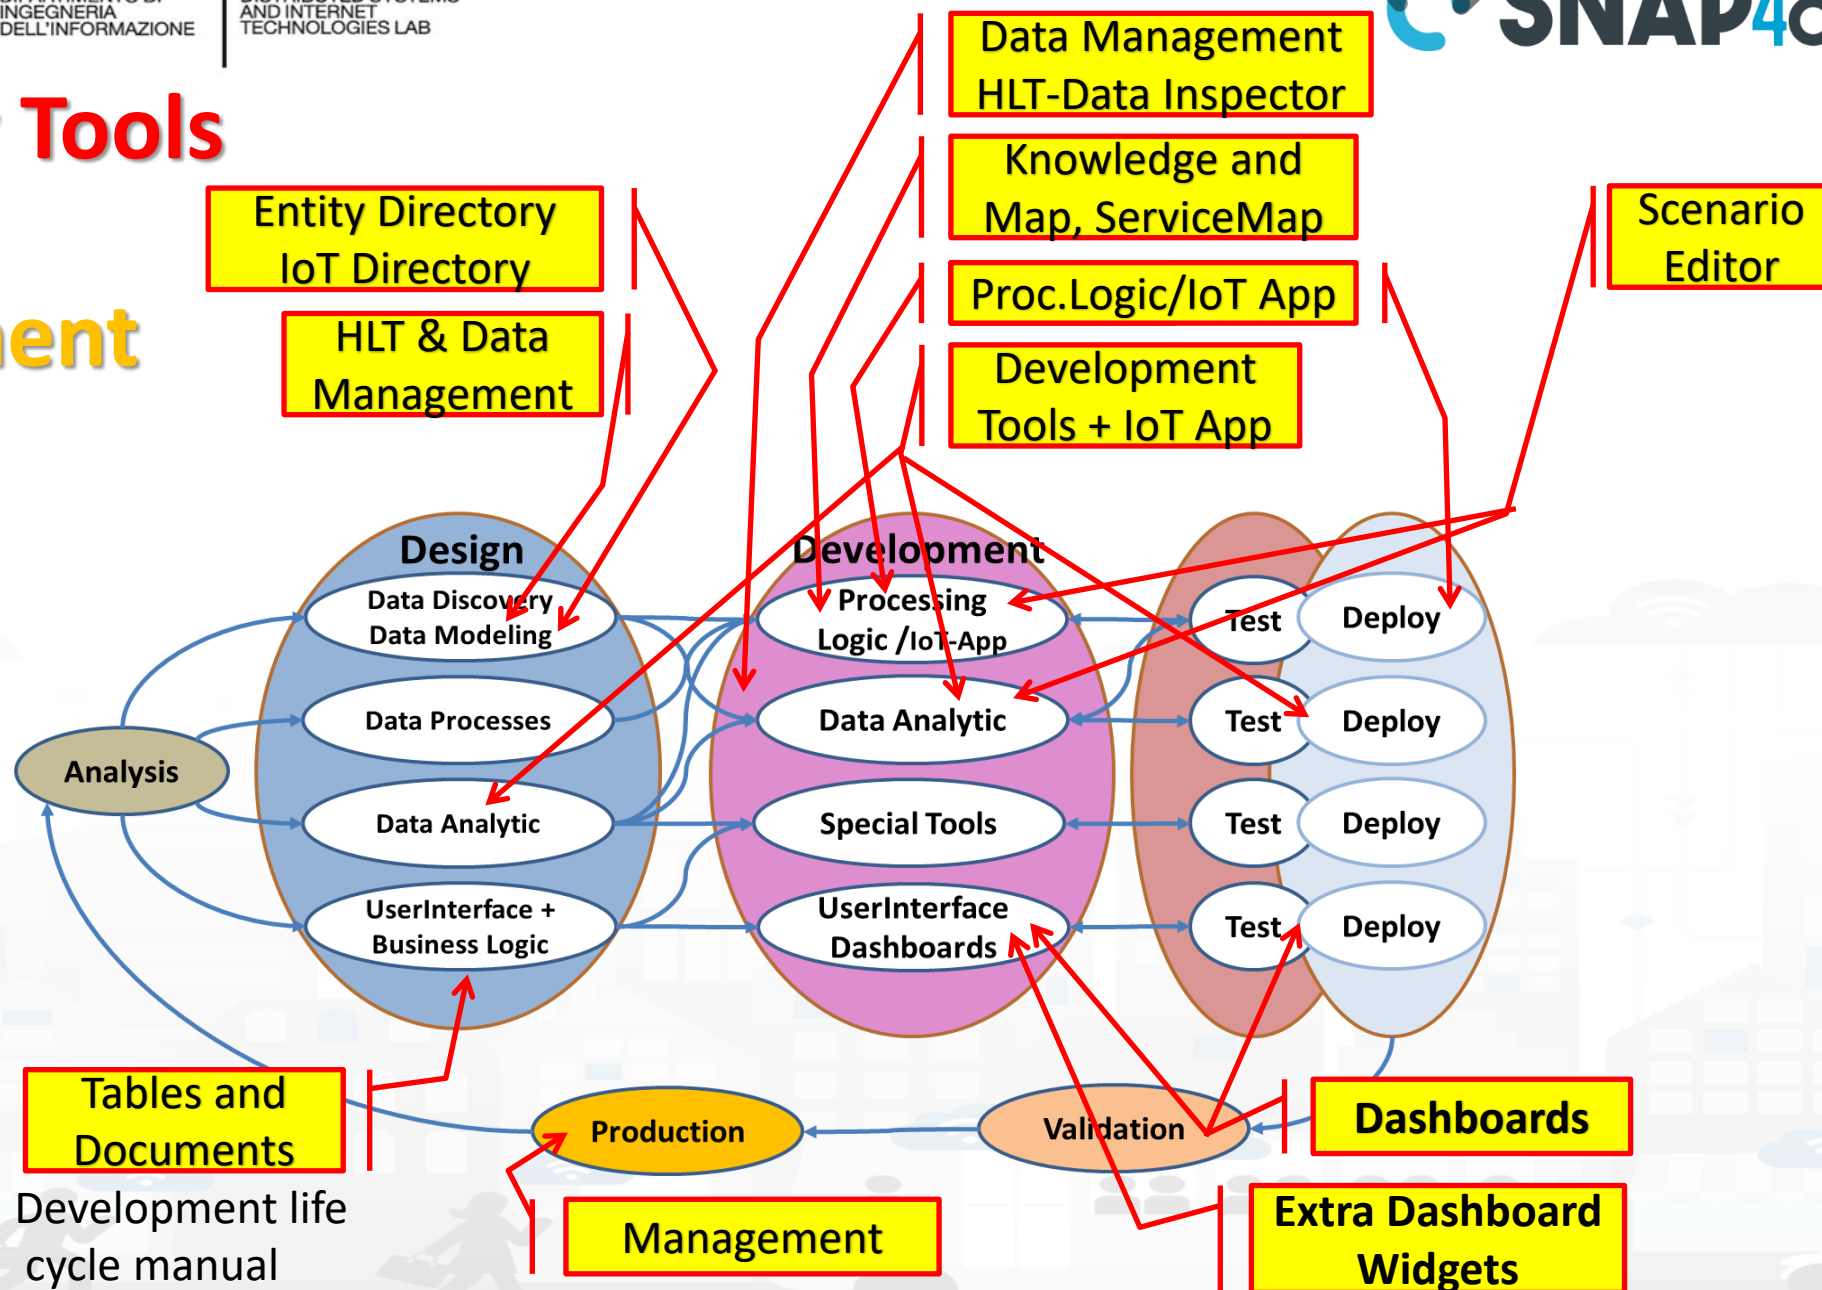 INGEGNERIA
DELL'INFORMAZIONE
AND INTERNET
TECHNOLOGIES LAB
SNAP4
Tools
Data Management
HLT-Data Inspector
Knowledge and
Map, ServiceMap
Entity Directory
IoT Directory
Scenario
Editor
Proc.Logic/IoT App
HLT & Data
Management
Development
Tools + IoT App
Design
Development
Data Discovery
Data Modeling
Processing
Logic /IoT-App
Test
Deploy
Data Processes
Data Analytic
Test
Deploy
Analysis
Data Analytic
Special Tools
Test
Deploy
UserInterface +
Business Logic
UserInterface
Dashboards
Test
Deploy
Tables and
Documents
Production
Validation
Dashboards
Development life
cycle manual
Management
Extra Dashboard
Widgets